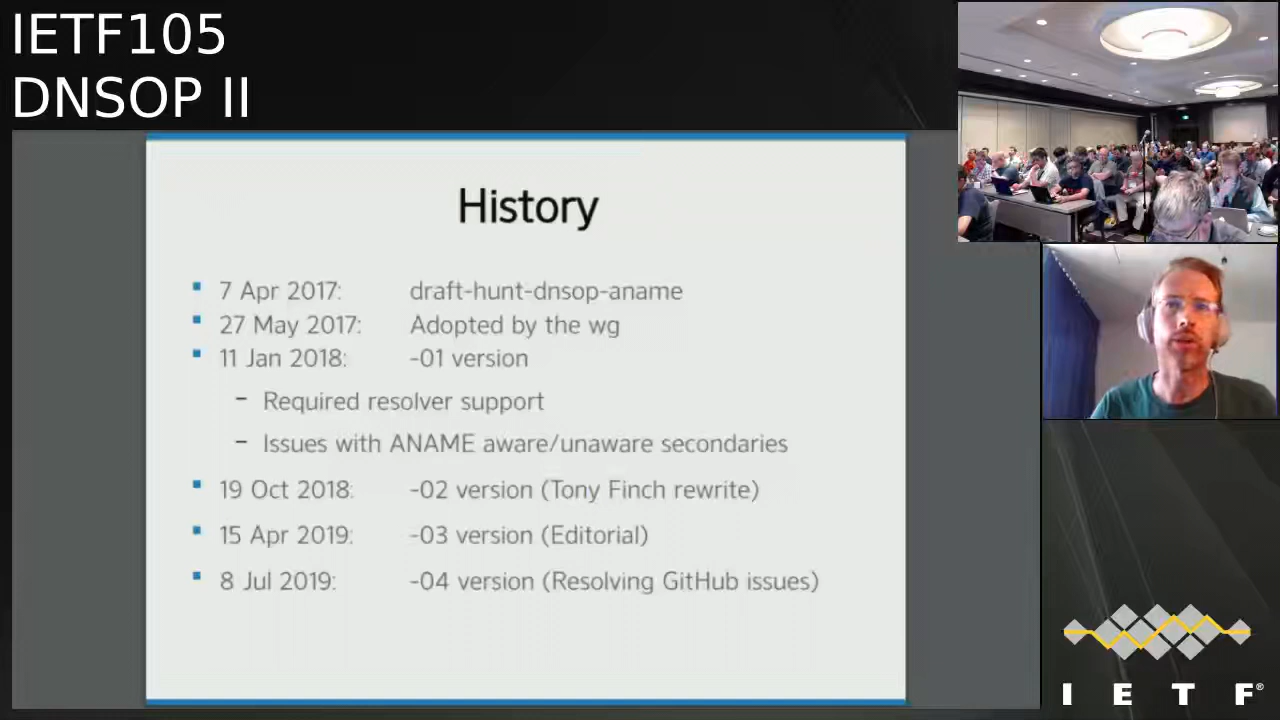 IETF105
DNSOP II
History
7 Apr 2017: draft-hunt-dnsop-aname
27 May 2017: Adopted by the wg
11 Jan 2018: -01 version
– Required resolver support
– Issues with ANAME aware/unaware secondaries
19 Oct 2018: -02 version (Tony Finch rewrite)
15 Apr 2019: -03 version (Editorial)
8 Jul 2019: -04 version (Resolving GitHub issues)
I E T F®